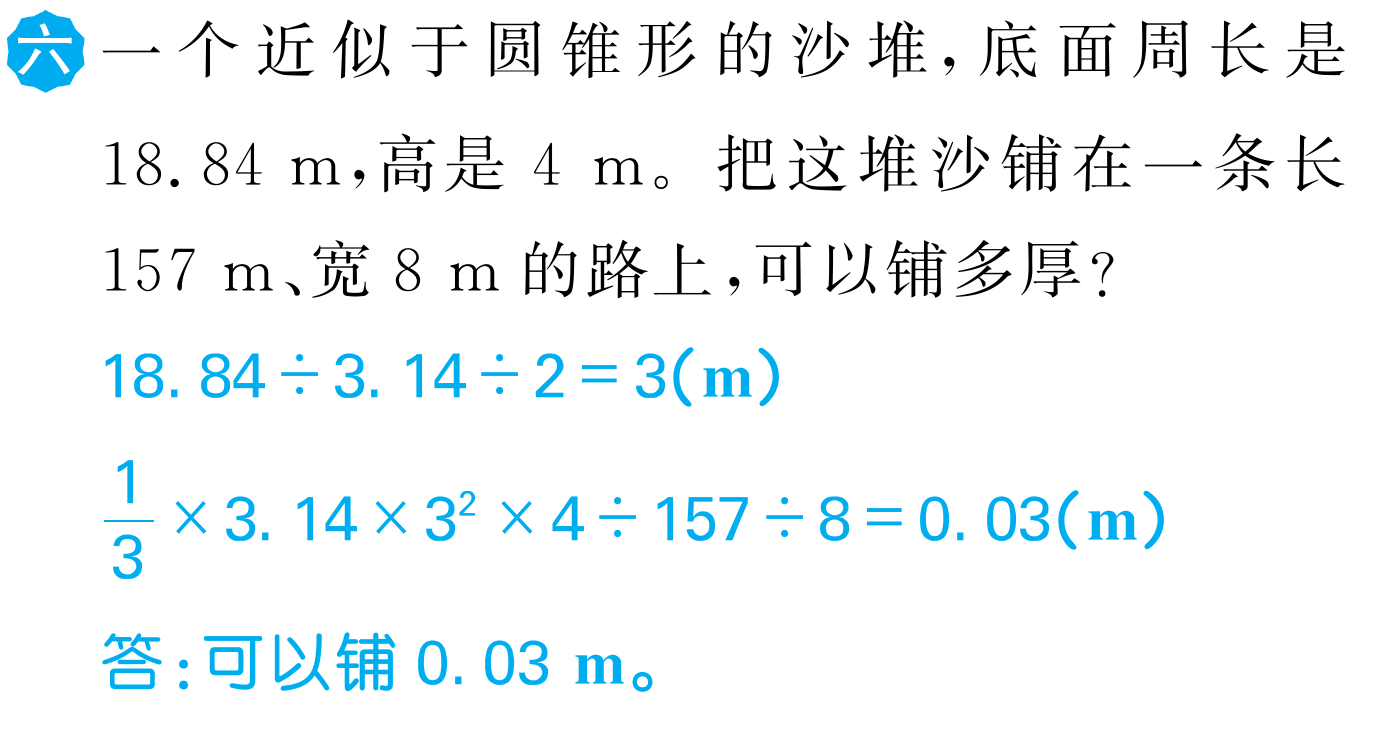 六 一个近似于圆锥形的沙堆,底面周长是
18.84 m,高是 4 m。把这堆沙铺在一条长
157 m、宽 8 m 的路上,可以铺多厚?
18.84÷3.14÷2=3(m)
1/3×3.14×3²×4÷157÷8=0.03(m)
答:可以铺 0.03 m。